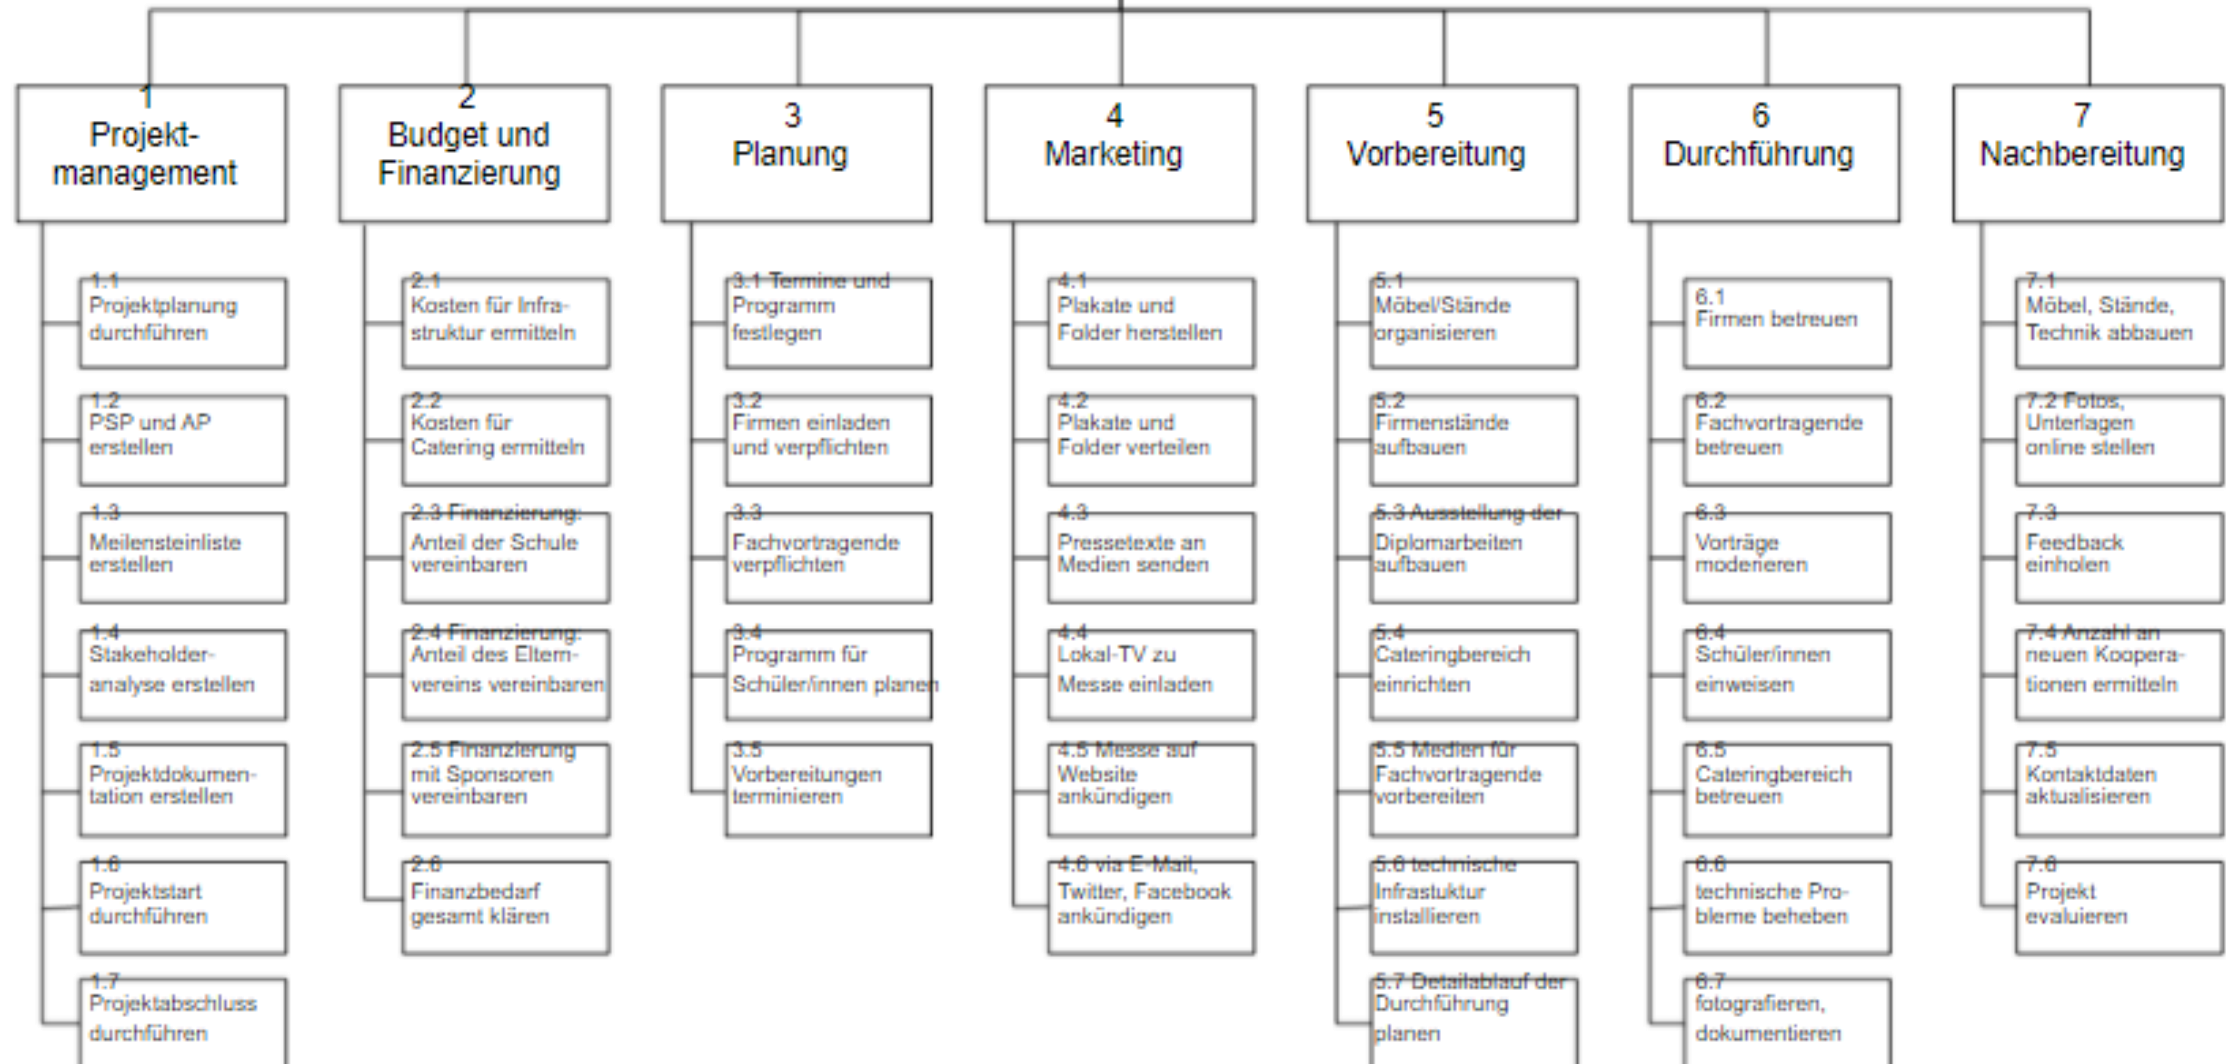 1
Projekt-
management
2
Budget und
Finanzierung
3
Planung
4
Marketing
5
Vorbereitung
6
Durchführung
7
Nachbereitung
1.1
Projektplanung
durchführen
1.2
PSP und AP
erstellen
1.3
Meilensteinliste
erstellen
1.4
Stakeholder-
analyse erstellen
1.5
Projektdokumen-
tation erstellen
1.6
Projektstart
durchführen
1.7
Projektabschluss
durchführen
2.1
Kosten für Infra-
struktur ermitteln
2.2
Kosten für
Catering ermitteln
2.3 Finanzierung:
Anteil der Schule
vereinbaren
2.4 Finanzierung:
Anteil des Eltern-
vereins vereinbaren
2.5 Finanzierung
mit Sponsoren
vereinbaren
2.6
Finanzbedarf
gesamt klären
3.1 Termine und
Programm
festlegen
3.2
Firmen einladen
und verpflichten
3.3
Fachvortragende
verpflichten
3.4
Programm für
Schüler/innen planen
3.5
Vorbereitungen
terminieren
4.1
Plakate und
Folder herstellen
4.2
Plakate und
Folder verteilen
4.3
Pressetexte an
Medien senden
4.4
Lokal-TV zu
Messe einladen
4.5 Messe auf
Website
ankündigen
4.6 via E-Mail,
Twitter, Facebook
ankündigen
5.1
Möbel/Stände
organisieren
5.2
Firmenstände
aufbauen
5.3 Ausstellung der
Diplomarbeiten
aufbauen
5.4
Cateringbereich
einrichten
5.5 Medien für
Fachvortragende
vorbereiten
5.6 technische
Infrastuktur
installieren
5.7 Detailablauf der
Durchführung
planen
6.1
Firmen betreuen
6.2
Fachvortragende
betreuen
6.3
Vorträge
moderieren
6.4
Schüler/innen
einweisen
6.5
Cateringbereich
betreuen
6.6
technische Pro-
bleme beheben
6.7
fotografieren,
dokumentieren
7.1
Möbel, Stände,
Technik abbauen
7.2 Fotos,
Unterlagen
online stellen
7.3
Feedback
einholen
7.4 Anzahl an
neuen Koopera-
tionen ermitteln
7.5
Kontaktdaten
aktualisieren
7.6
Projekt
evaluieren